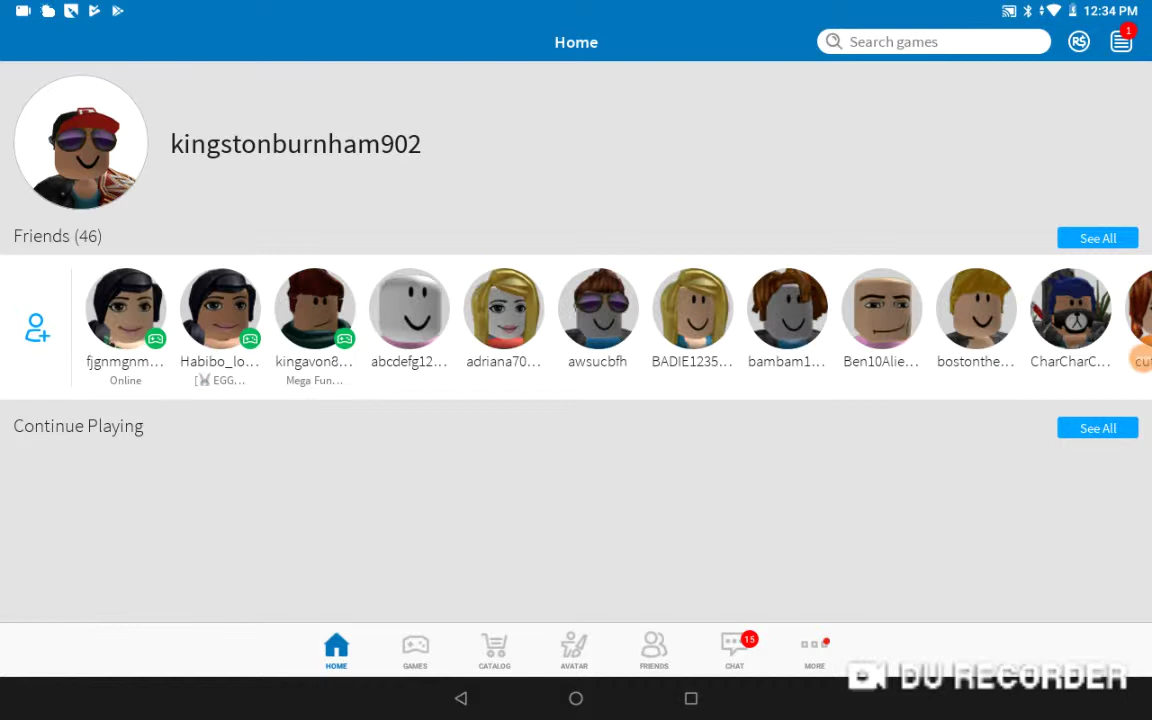 12:34 PM
Home
Search games
R$
1
kingstonburnham902
Friends (46)
See All
fjgnmgnm... Habibo_lo... kingavon8... abcdefg12... adriana70... awsucbfh BADIE1235... bambam1... Ben10Alie... bostonthe... CharCharC... cu
Online [ EGG... Mega Fun...
Continue Playing
See All
15
HOME GAMES CATALOG AVATAR FRIENDS CHAT MORE
DU RECORDER